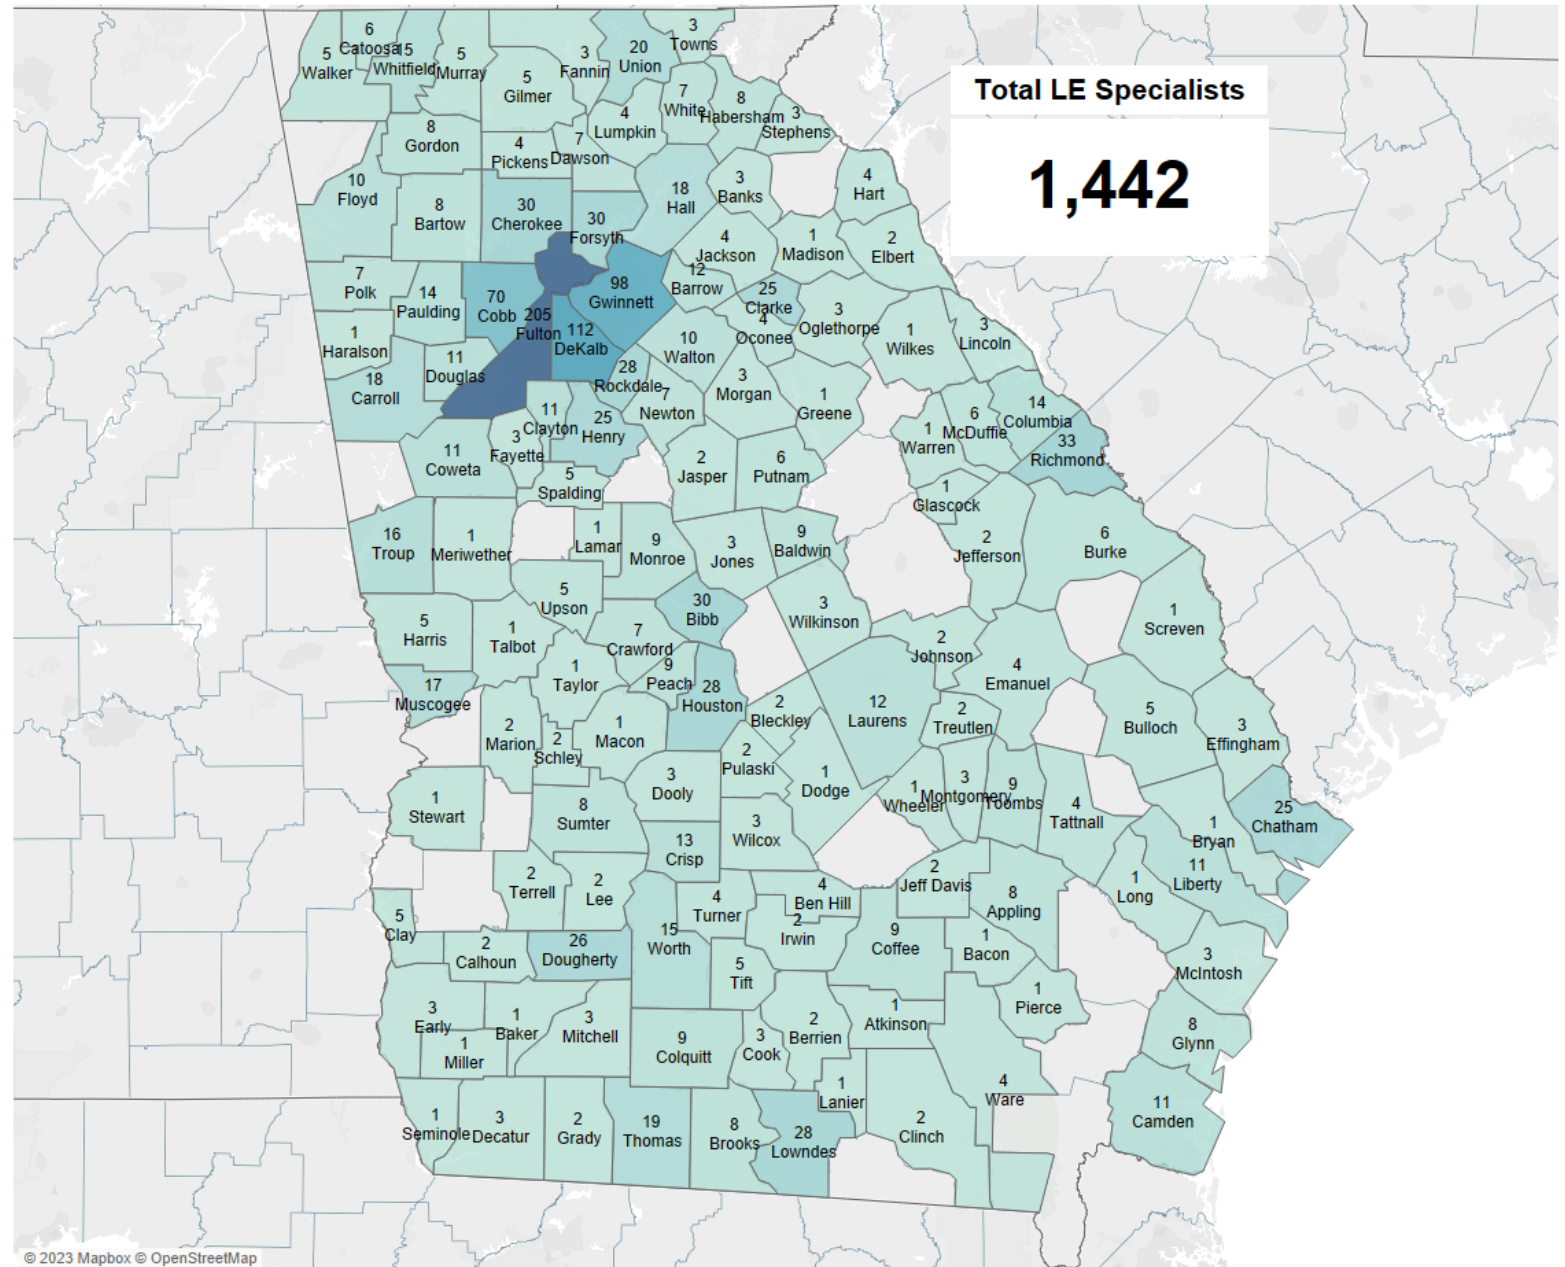 6
Catoosa
15
Whitfield
5
Walker
5
Murray
5
Gilmer
3
Fannin
20
Union
3
Towns
Total LE Specialists
1,442
7
White
8
Habersham
3
Stephens
4
Lumpkin
8
Gordon
4
Pickens
7
Dawson
10
Floyd
8
Bartow
30
Cherokee
30
Forsyth
18
Hall
3
Banks
4
Hart
4
Jackson
1
Madison
2
Elbert
7
Polk
14
Paulding
70
Cobb
205
Fulton
98
Gwinnett
12
Barrow
25
Clarke
4
Oconee
3
Oglethorpe
1
Wilkes
3
Lincoln
1
Haralson
11
Douglas
112
DeKalb
10
Walton
28
Rockdale
18
Carroll
7
Newton
3
Morgan
1
Greene
11
Clayton
25
Henry
3
Fayette
11
Coweta
5
Spalding
2
Jasper
6
Putnam
1
Warren
6
McDuffie
14
Columbia
33
Richmond
1
Glascock
16
Troup
1
Meriwether
1
Lamar
9
Monroe
3
Jones
9
Baldwin
2
Jefferson
6
Burke
5
Upson
30
Bibb
3
Wilkinson
1
Screven
5
Harris
1
Talbot
7
Crawford
2
Johnson
4
Emanuel
1
Taylor
9
Peach
28
Houston
17
Muscogee
2
Marion
2
Schley
1
Macon
2
Bleckley
12
Laurens
2
Treutlen
5
Bulloch
3
Effingham
2
Pulaski
3
Dooly
1
Dodge
1
Wheeler
3
Montgomery
9
Toombs
4
Tattnall
1
Stewart
8
Sumter
3
Wilcox
13
Crisp
25
Chatham
1
Bryan
11
Liberty
1
Long
2
Terrell
2
Lee
4
Turner
4
Ben Hill
2
Jeff Davis
8
Appling
5
Clay
2
Irwin
9
Coffee
1
Bacon
2
Calhoun
26
Dougherty
15
Worth
5
Tift
3
McIntosh
1
Pierce
3
Early
1
Baker
3
Mitchell
1
Miller
9
Colquitt
3
Cook
2
Berrien
1
Atkinson
8
Glynn
4
Ware
1
Lanier
11
Camden
1
Seminole
3
Decatur
2
Grady
19
Thomas
8
Brooks
28
Lowndes
2
Clinch
© 2023 Mapbox © OpenStreetMap